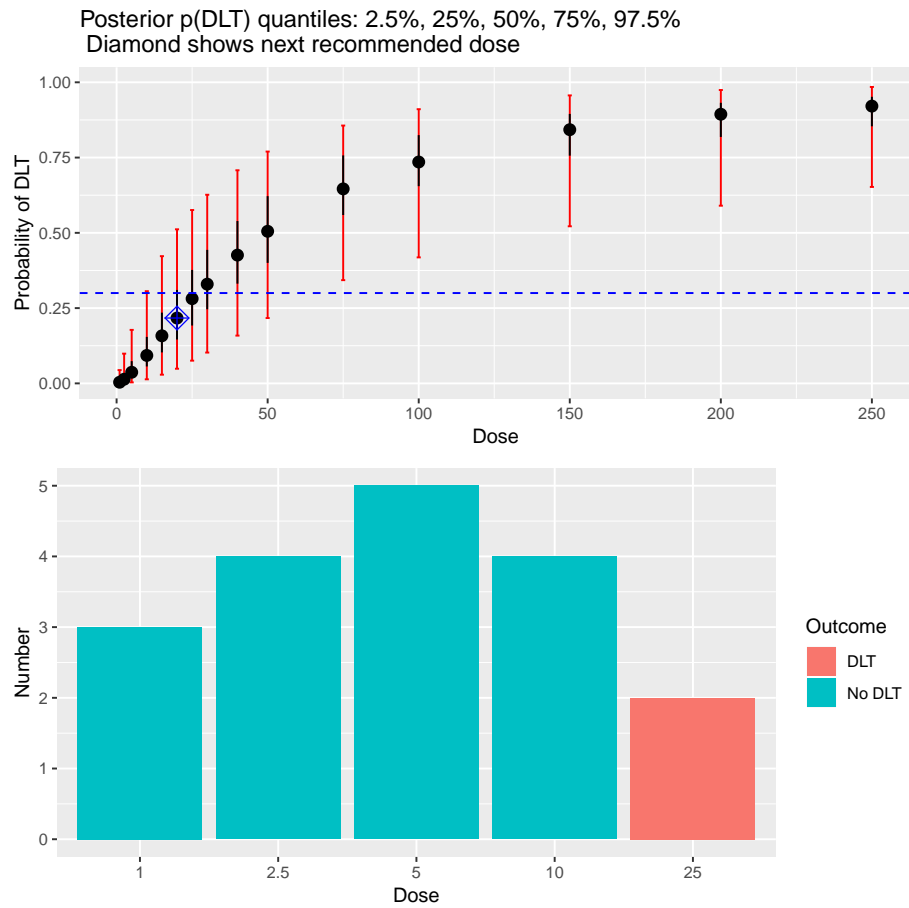 Posterior p(DLT) quantiles: 2.5%, 25%, 50%, 75%, 97.5%
Diamond shows next recommended dose
1.00
0.75
0.50
0.25
0.00
Probability of DLT
0 50 100 150 200 250
Dose
5
4
3
2
1
0
Number
1 2.5 5 10 25
Dose
Outcome
DLT
No DLT